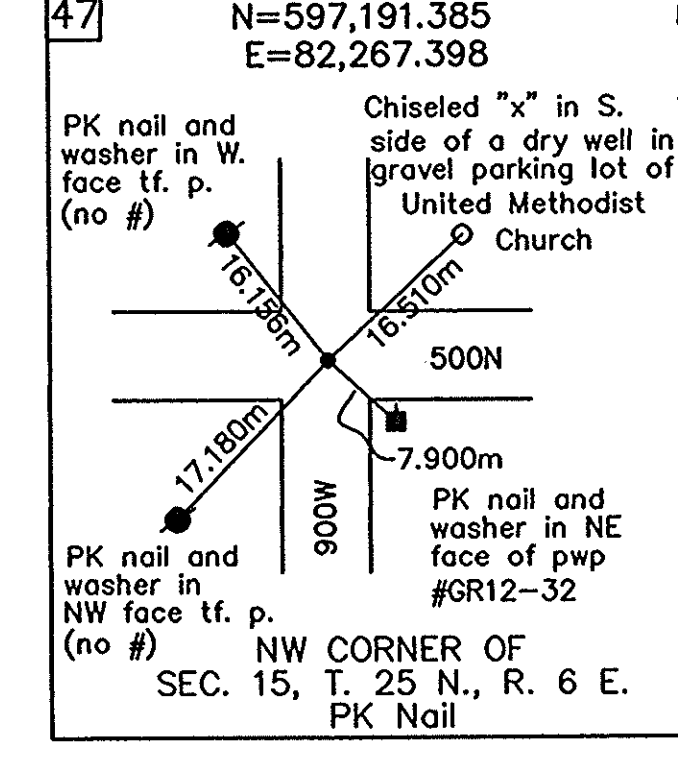 47
N=597,191.385
E=82,267.398
PK nail and
washer in W.
face tf. p.
(no #)
Chiseled "x" in S.
side of a dry well in
gravel parking lot of
United Methodist
Church
16.156m
16.510m
500N
17.180m
7.900m
900W
PK nail and
washer in NE
face of pwp
#GR12-32
PK nail and
washer in
NW face tf. p.
(no #)
NW CORNER OF
SEC. 15, T. 25 N., R. 6 E.
PK Nail